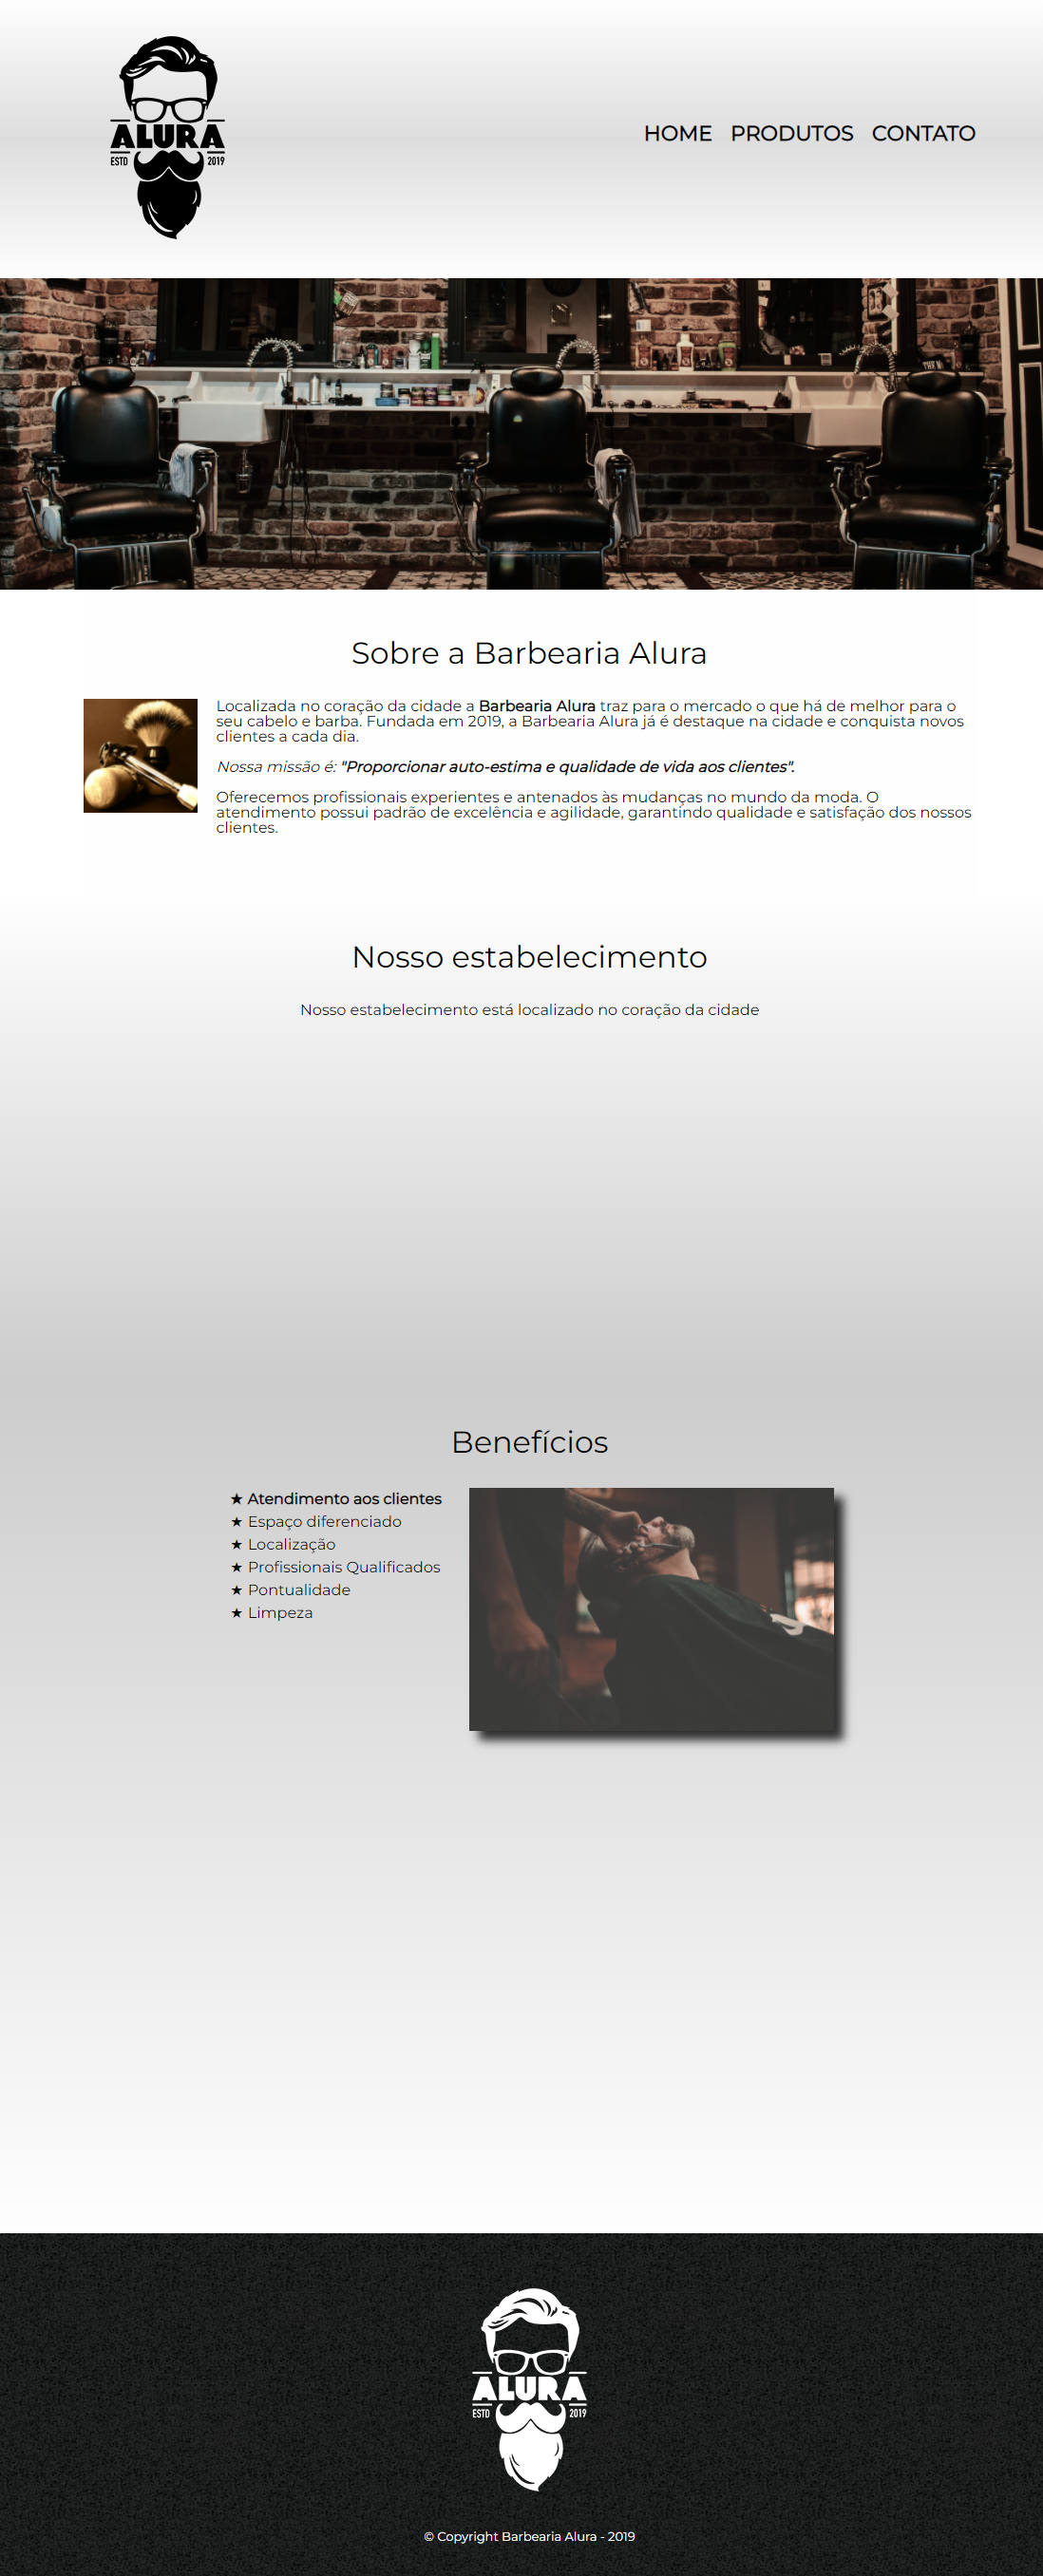 ALURA
ESTD 2019
HOME PRODUTOS CONTATO
THE
Sobre a Barbearia Alura
Localizada no coração da cidade a Barbearia Alura traz para o mercado o que há de melhor para o
seu cabelo e barba. Fundada em 2019, a Barbearia Alura já é destaque na cidade e conquista novos
clientes a cada dia.
Nossa missão é: "Proporcionar auto-estima e qualidade de vida aos clientes".
Oferecemos profissionais experientes e antenados às mudanças no mundo da moda. O
atendimento possui padrão de excelência e agilidade, garantindo qualidade e satisfação dos nossos
clientes.
Nosso estabelecimento
Nosso estabelecimento está localizado no coração da cidade
Benefícios
★ Atendimento aos clientes
★ Espaço diferenciado
★ Localização
★ Profissionais Qualificados
★ Pontualidade
★ Limpeza
ALURA
ESTD 2019
© Copyright Barbearia Alura - 2019